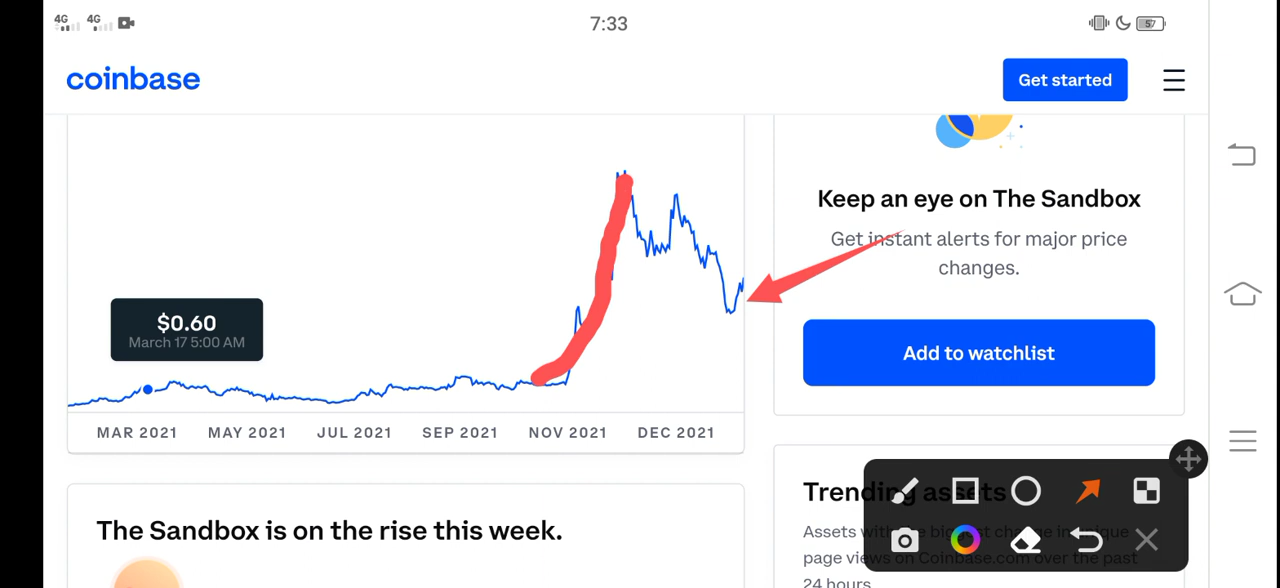 4G 4G 7:33 57
coinbase
Get started
Keep an eye on The Sandbox
Get instant alerts for major price
changes.
$0.60
March 17 5:00 AM
Add to watchlist
MAR 2021 MAY 2021 JUL 2021 SEP 2021 NOV 2021 DEC 2021
The Sandbox is on the rise this week.
Trending assets
Assets with the biggest change in unique
page views on Coinbase.com over the past
24 hours